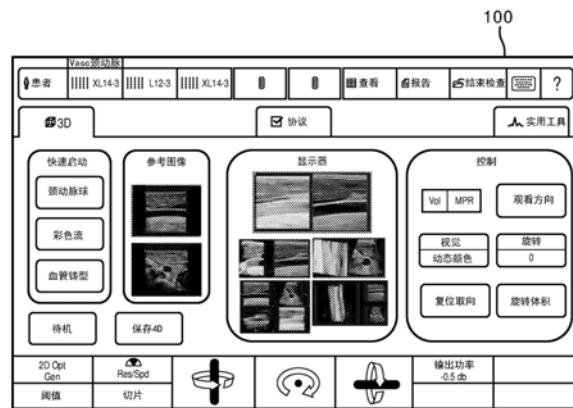 100
Vasc颈动脉
患者
XL14-3
L12-3
XL14-3
查看
报告
结束检查
?
3D
协议
实用工具
快速启动
颈动脉球
彩色流
血管铸型
参考图像
显示器
控制
Vol
MPR
观看方向
视觉
动态颜色
旋转
0
复位取向
旋转体积
待机
保存4D
2D Opt
Gen
阈值
Res/Spd
切片
输出功率
-0.5 db